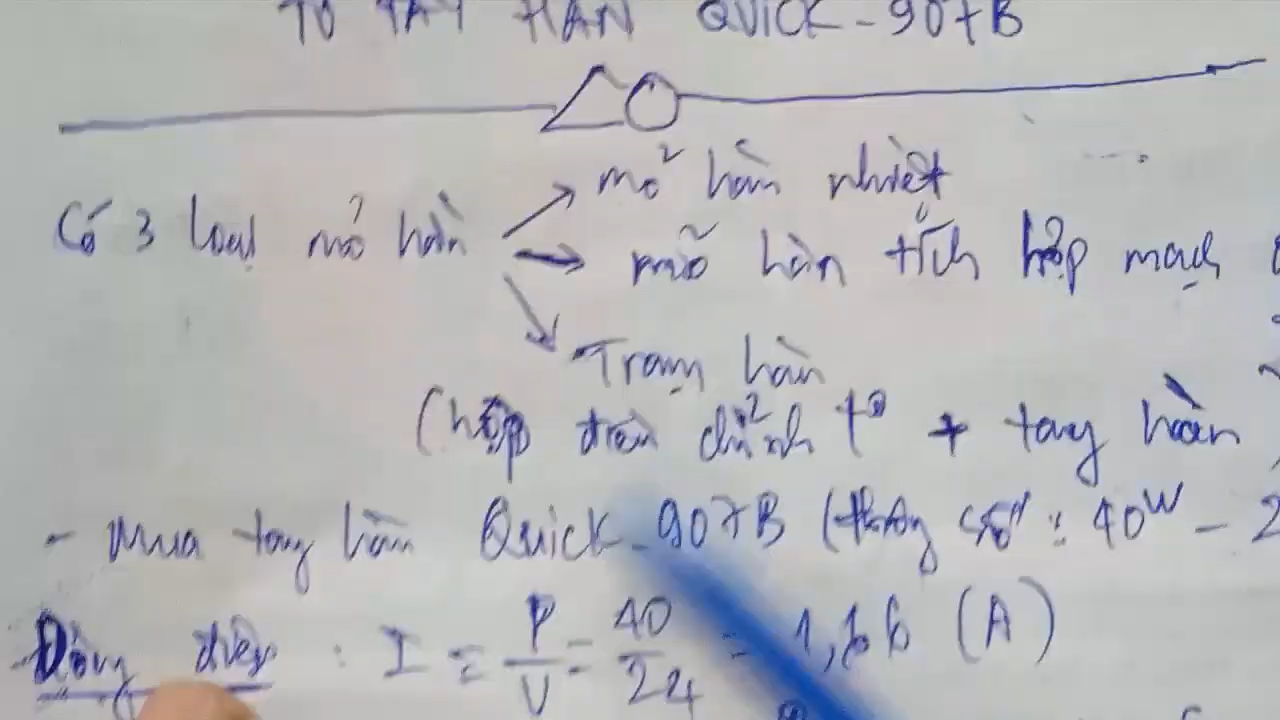 TỪ TAY HÀN QUICK-907B
mỏ hàn nhiệt
Có 3 loại mỏ hàn
mỏ hàn tích hợp mạch
Trạm hàn
(hộp điều chỉnh t° + tay hàn
- Mua tay hàn Quick-907B (thông số: 40W - 2
- Dòng điện : I = P/U = 40/24 = 1,66 (A)